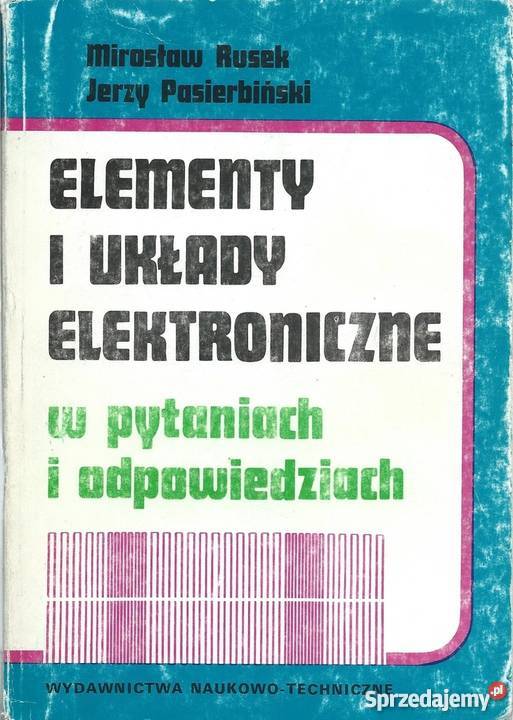 Mirosław Rusek
Jerzy Pasierbiński
ELEMENTY
I UKŁADY
ELEKTRONICZNE
w pytaniach
i odpowiedziach
WYDAWNICTWA NAUKOWO-TECHNICZNE
Sprzedajemy.pl